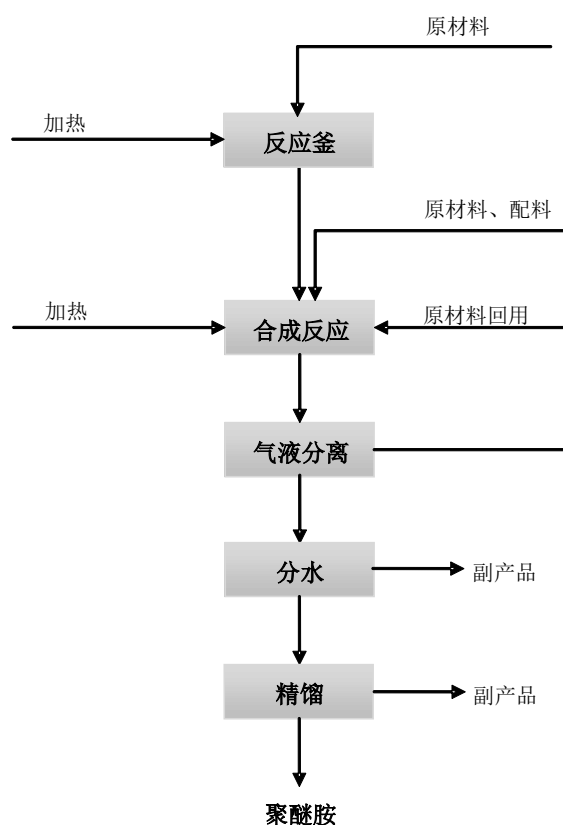 原材料
加热
反应釜
原材料、配料
加热
合成反应
原材料回用
气液分离
分水
副产品
精馏
副产品
聚醚胺